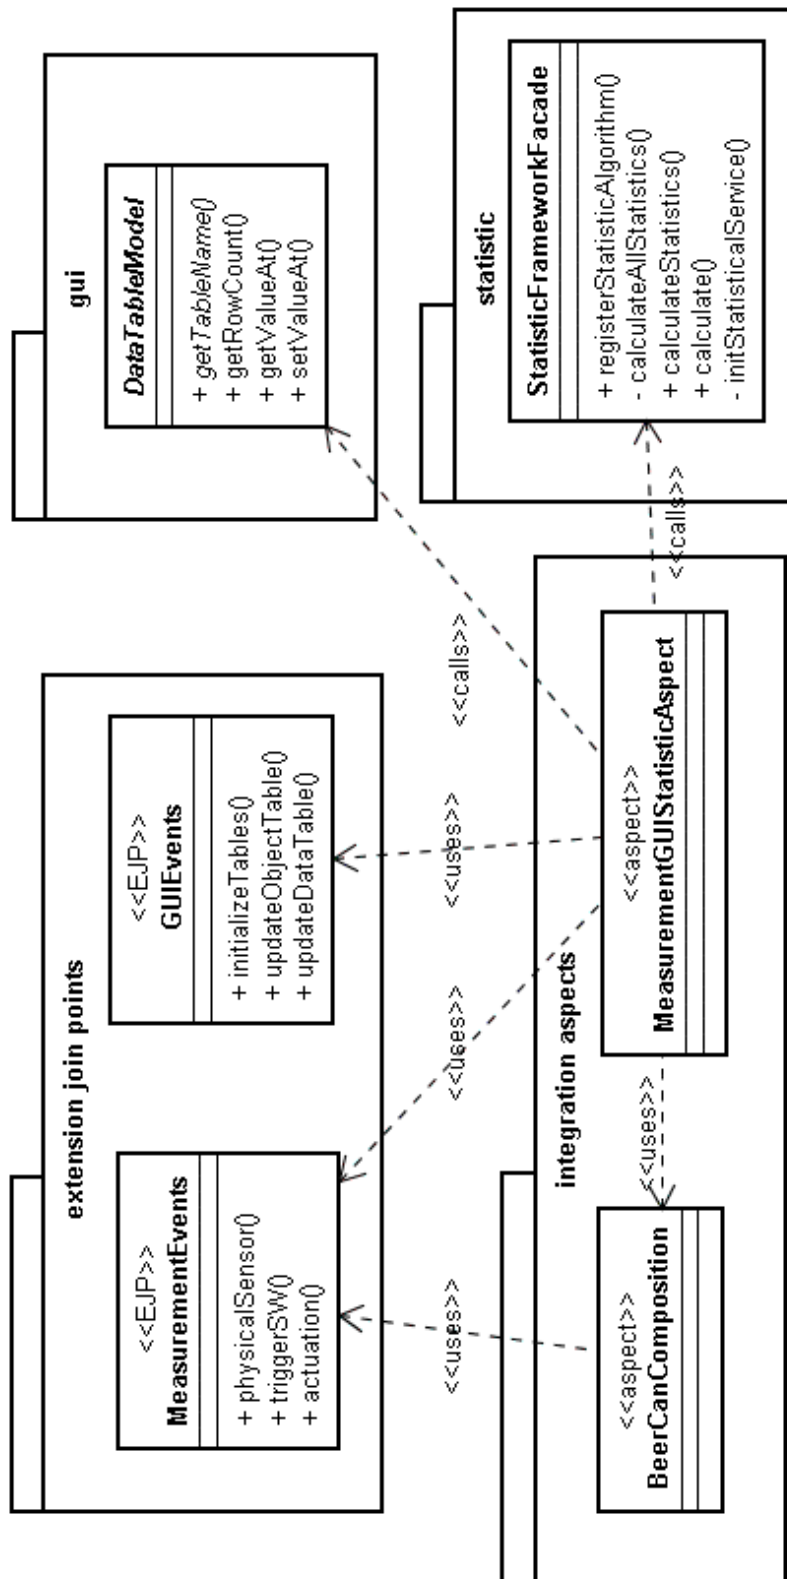 extension join points
<<EJP>>
MeasurementEvents
+ physicalSensor()
+ triggerSW()
+ actuation()
<<EJP>>
GUIEvents
+ initializeTables()
+ updateObjectTable()
+ updateDataTable()
gui
DataTableModel
+ getTableName()
+ getRowCount()
+ getValueAt()
+ setValueAt()
<<uses>>
<<uses>>
<<uses>>
<<calls>>
integration aspects
<<aspect>>
BeerCanComposition
<<uses>>
<<aspect>>
MeasurementGUIStatisticAspect
<<calls>>
statistic
StatisticFrameworkFacade
+ registerStatisticAlgorithm()
- calculateAllStatistics()
+ calculateStatistics()
+ calculate()
- initStatisticalService()